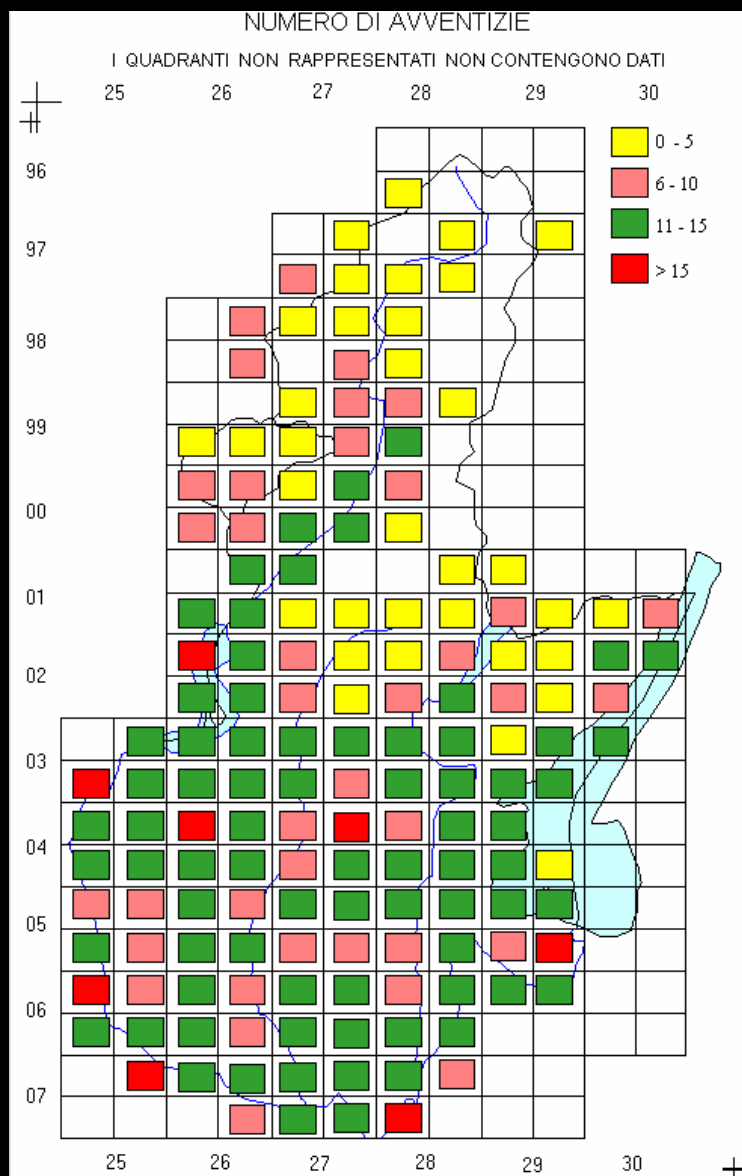 NUMERO DI AVVENTIZIE
I QUADRANTI NON RAPPRESENTATI NON CONTENGONO DATI
25 26 27 28 29 30
0 - 5
6 - 10
11 - 15
> 15
96
97
98
99
00
01
02
03
04
05
06
07
25 26 27 28 29 30